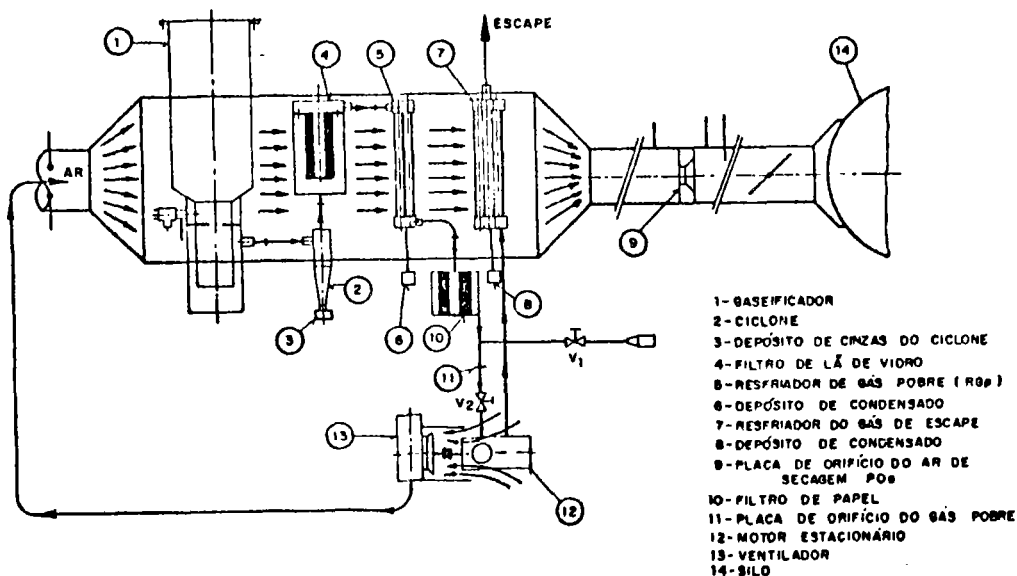 ESCAPE
1
4
5
7
14
AR
9
2
3
6
10
8
V1
11
V2
13
12
1-GASEIFICADOR
2-CICLONE
3-DEPÓSITO DE CINZAS DO CICLONE
4-FILTRO DE LÃ DE VIDRO
5-RESFRIADOR DE GÁS POBRE (RGp)
6-DEPÓSITO DE CONDENSADO
7-RESFRIADOR DO GÁS DE ESCAPE
8-DEPÓSITO DE CONDENSADO
9-PLACA DE ORIFÍCIO DO AR DE
SECAGEM POs
10-FILTRO DE PAPEL
11-PLACA DE ORIFÍCIO DO GÁS POBRE
12-MOTOR ESTACIONÁRIO
13-VENTILADOR
14-SILO